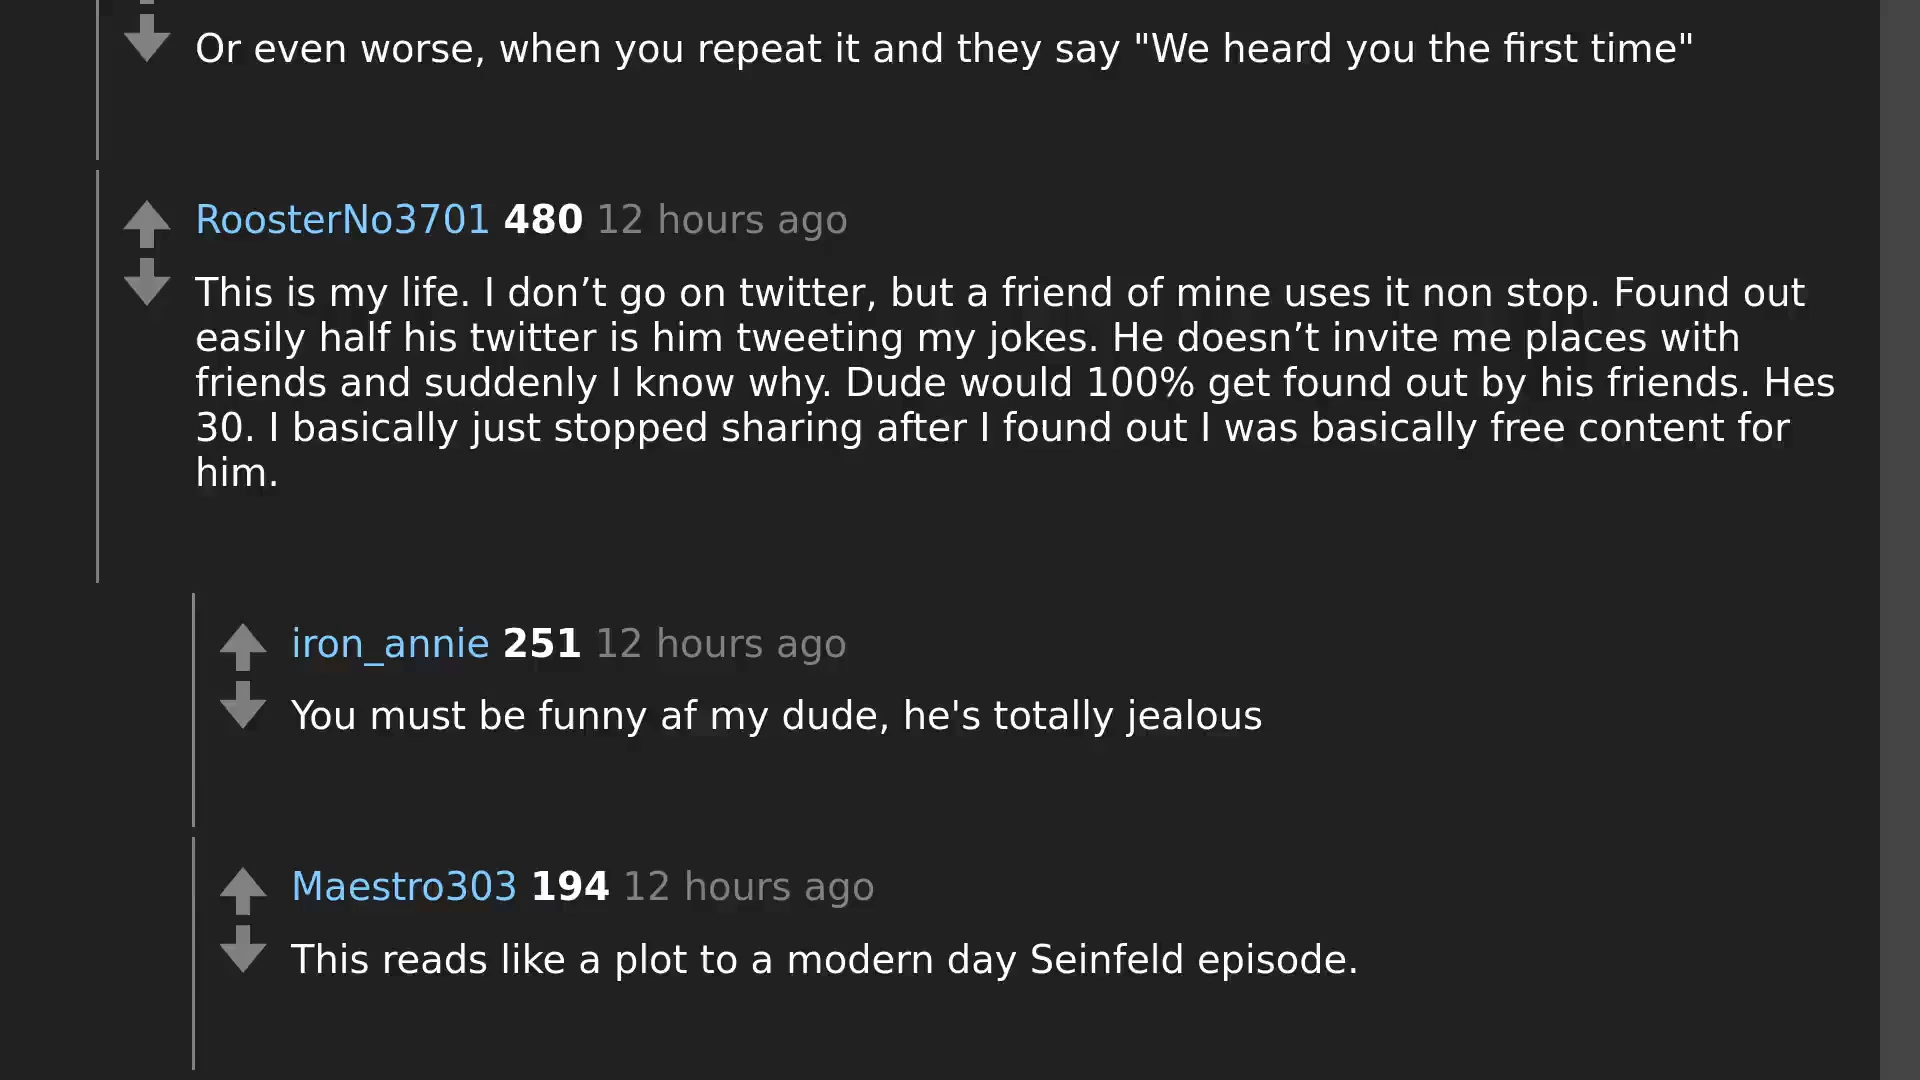 Or even worse, when you repeat it and they say "We heard you the first time"
RoosterNo3701 480 12 hours ago
This is my life. I don’t go on twitter, but a friend of mine uses it non stop. Found out
easily half his twitter is him tweeting my jokes. He doesn’t invite me places with
friends and suddenly I know why. Dude would 100% get found out by his friends. Hes
30. I basically just stopped sharing after I found out I was basically free content for
him.
iron_annie 251 12 hours ago
You must be funny af my dude, he's totally jealous
Maestro303 194 12 hours ago
This reads like a plot to a modern day Seinfeld episode.